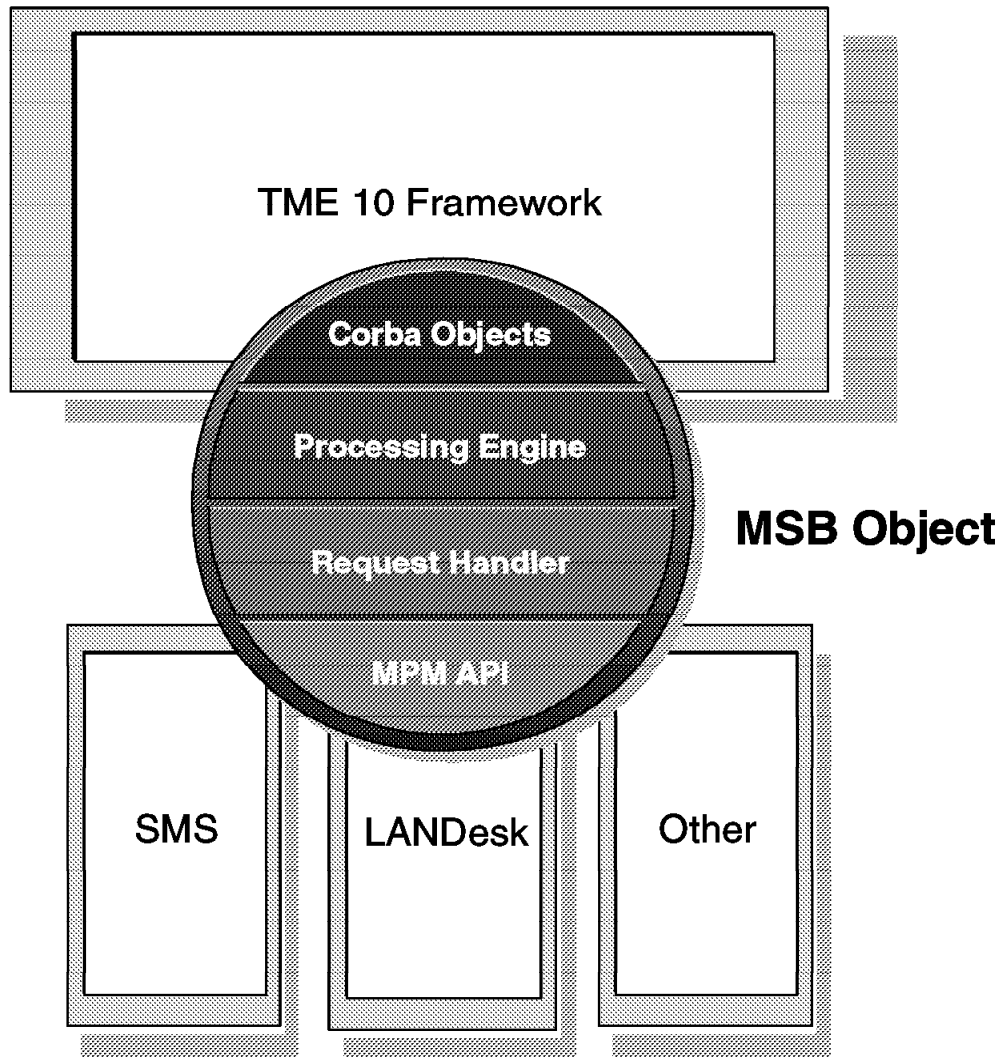 TME 10 Framework
Corba Objects
Processing Engine
MSB Object
Request Handler
MPM API
SMS
LANDesk
Other